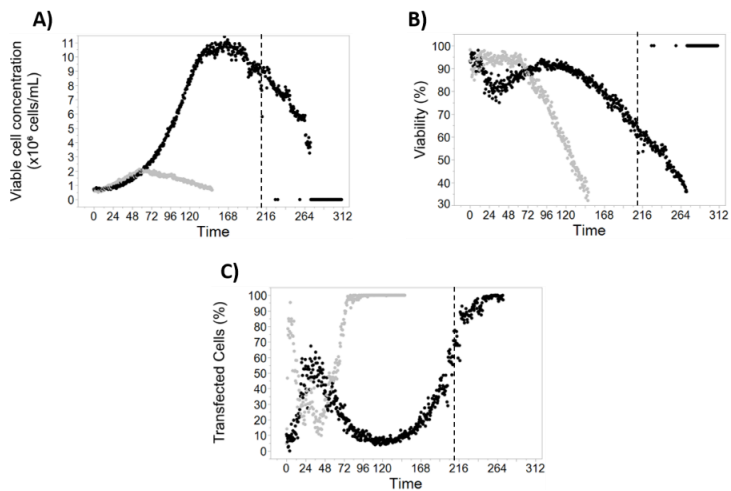 A)
Viable cell concentration
(x10⁶ cells/mL)
11
10
9
8
7
6
5
4
3
2
1
0
0 24 48 72 96 120 168 216 264 312
Time
B)
Viability (%)
100
90
80
70
60
50
40
30
0 24 48 72 96 120 168 216 264 312
Time
C)
Transfected Cells (%)
100
90
80
70
60
50
40
30
20
10
0
0 24 48 72 96 120 168 216 264 312
Time